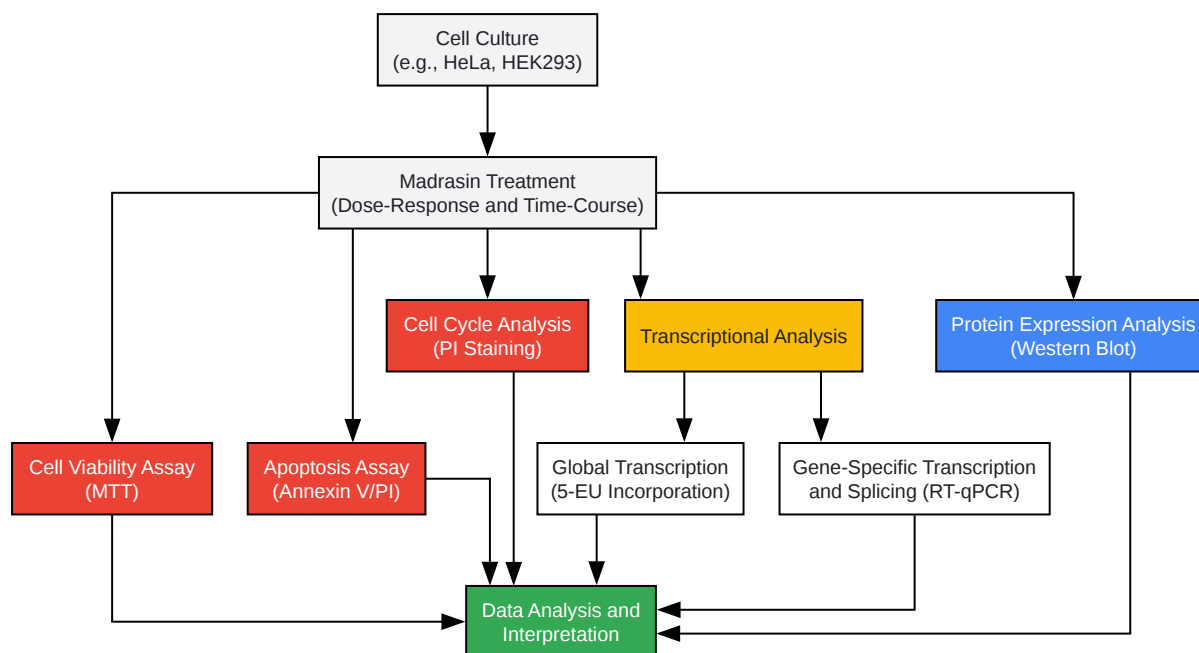 Cell Culture
(e.g., HeLa, HEK293)
Madrasin Treatment
(Dose-Response and Time-Course)
Cell Cycle Analysis
(PI Staining)
Transcriptional Analysis
Protein Expression Analysis
(Western Blot)
Cell Viability Assay
(MTT)
Apoptosis Assay
(Annexin V/PI)
Global Transcription
(5-EU Incorporation)
Gene-Specific Transcription
and Splicing (RT-qPCR)
Data Analysis and
Interpretation